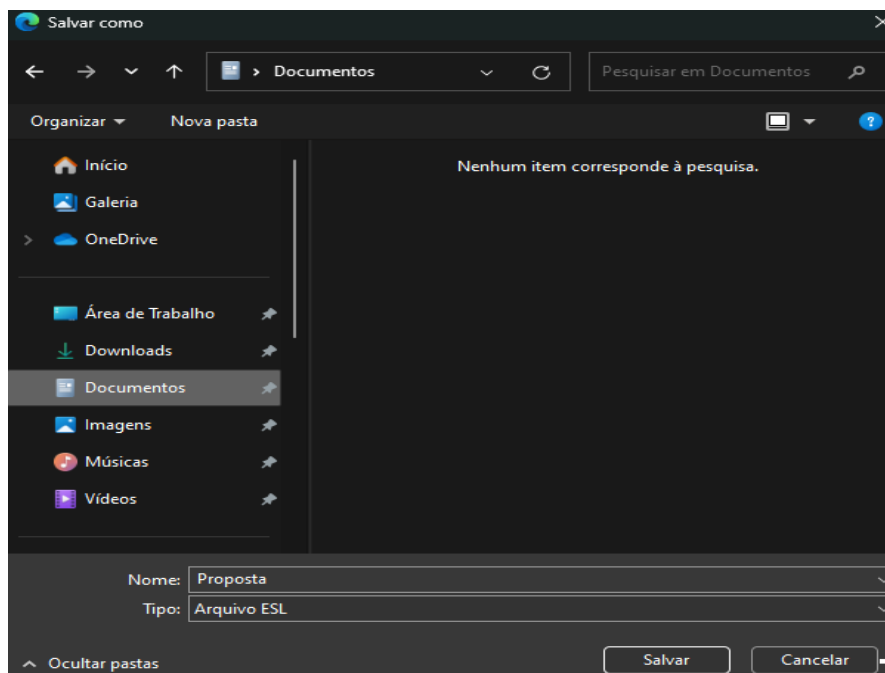 Salvar como
Documentos
Pesquisar em Documentos
Organizar
Nova pasta
?
Início
Nenhum item corresponde à pesquisa.
Galeria
OneDrive
Área de Trabalho
Downloads
Documentos
Imagens
Músicas
Vídeos
Nome: Proposta
Tipo: Arquivo ESL
Ocultar pastas
Salvar
Cancelar